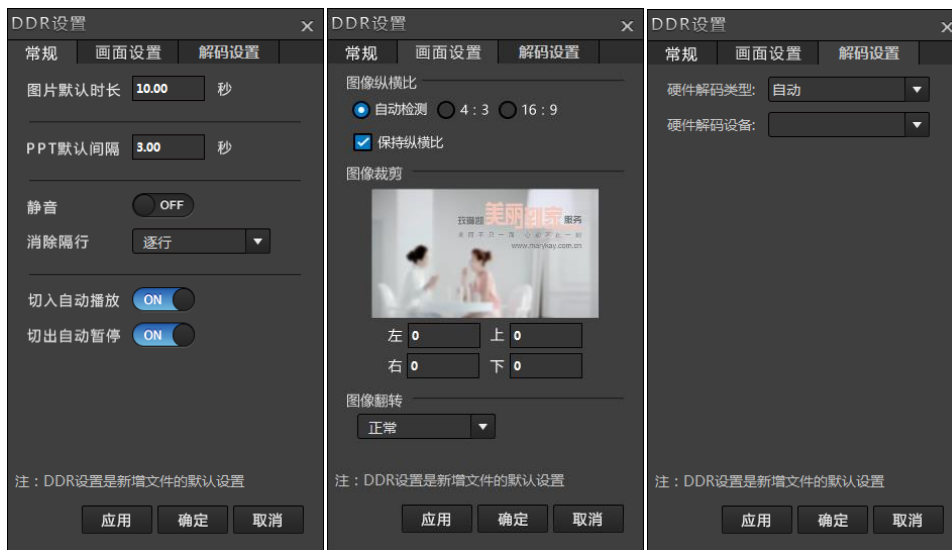 DDR设置
常规 画面设置 解码设置
图片默认时长 10.00 秒
PPT默认间隔 3.00 秒
静音 OFF
消除隔行 逐行
切入自动播放 ON
切出自动暂停 ON
注：DDR设置是新增文件的默认设置
应用 确定 取消
DDR设置
常规 画面设置 解码设置
图像纵横比
自动检测 4：3 16：9
保持纵横比
图像裁剪
玫琳凯 美丽到家 服务
www.marykay.com.cn
左 0 上 0
右 0 下 0
图像翻转
正常
注：DDR设置是新增文件的默认设置
应用 确定 取消
DDR设置
常规 画面设置 解码设置
硬件解码类型: 自动
硬件解码设备:
注：DDR设置是新增文件的默认设置
应用 确定 取消